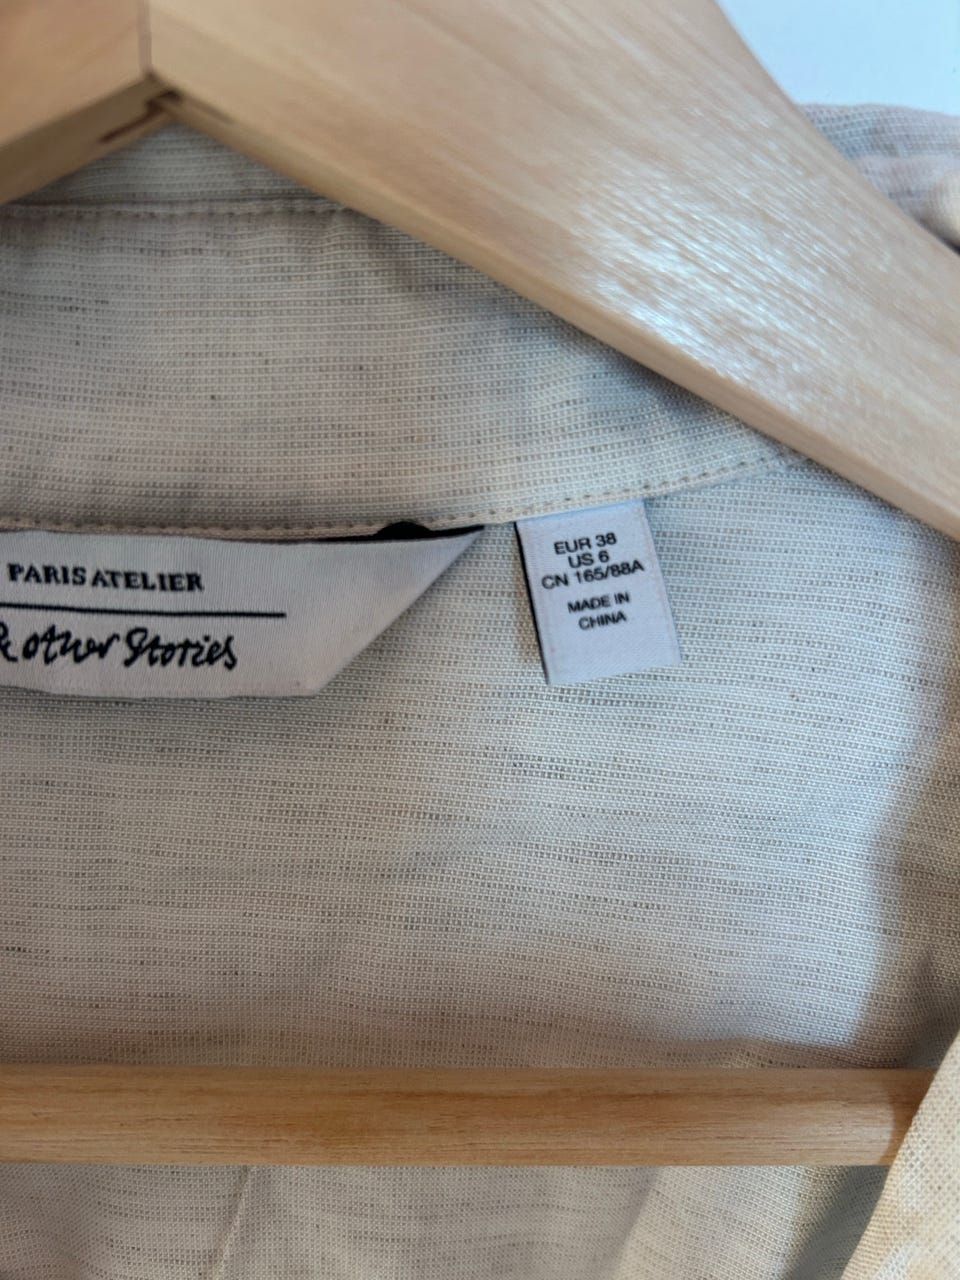 PARIS ATELIER
& other Stories
EUR 38
US 6
CN 165/88A
MADE IN
CHINA